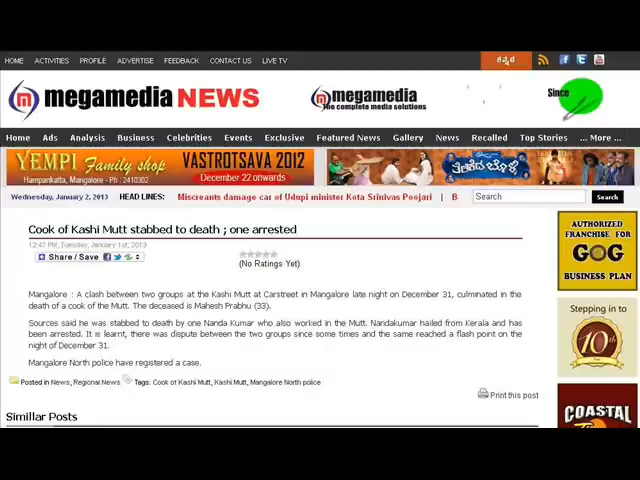 HOME ACTIVITIES PROFILE ADVERTISE FEEDBACK CONTACT US LIVE TV ಕನ್ನಡ
megamedia NEWS
megamedia
The complete media solutions
Since
Home Ads Analysis Business Celebrities Events Exclusive Featured News Gallery News Recalled Top Stories ... More ...
YEMPI Family shop
Hampankatta, Mangalore - Ph : 2410302
VASTROTSAVA 2012
December 22 onwards
Wednesday, January 2, 2013 HEAD LINES: Miscreants damage car of Udupi minister Kota Srinivas Poojari | B Search Search
Cook of Kashi Mutt stabbed to death ; one arrested
12:47 PM, Tuesday, January 1st, 2013
Share / Save
(No Ratings Yet)
Mangalore : A clash between two groups at the Kashi Mutt at Carstreet in Mangalore late night on December 31, culminated in the
death of a cook of the Mutt. The deceased is Mahesh Prabhu (33).
Sources said he was stabbed to death by one Nanda Kumar who also worked in the Mutt. Nandakumar hailed from Kerala and has
been arrested. It is learnt, there was dispute between the two groups since some times and the same reached a flash point on the
night of December 31.
Mangalore North police have registered a case.
Posted in News, Regional News Tags: Cook of Kashi Mutt, Kashi Mutt, Mangalore North police
Print this post
Simillar Posts
AUTHORIZED
FRANCHISE FOR
GOG
BUSINESS PLAN
Stepping in to
10th
COASTAL